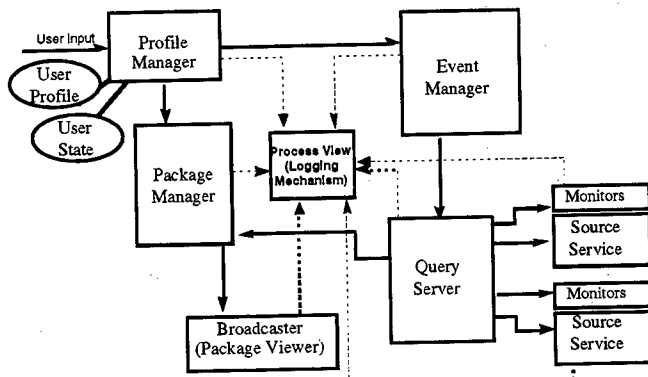 User Input
Profile
Manager
User
Profile
User
State
Event
Manager
Process View
(Logging
Mechanism)
Package
Manager
Monitors
Source
Service
Query
Server
Monitors
Source
Service
Broadcaster
(Package Viewer)